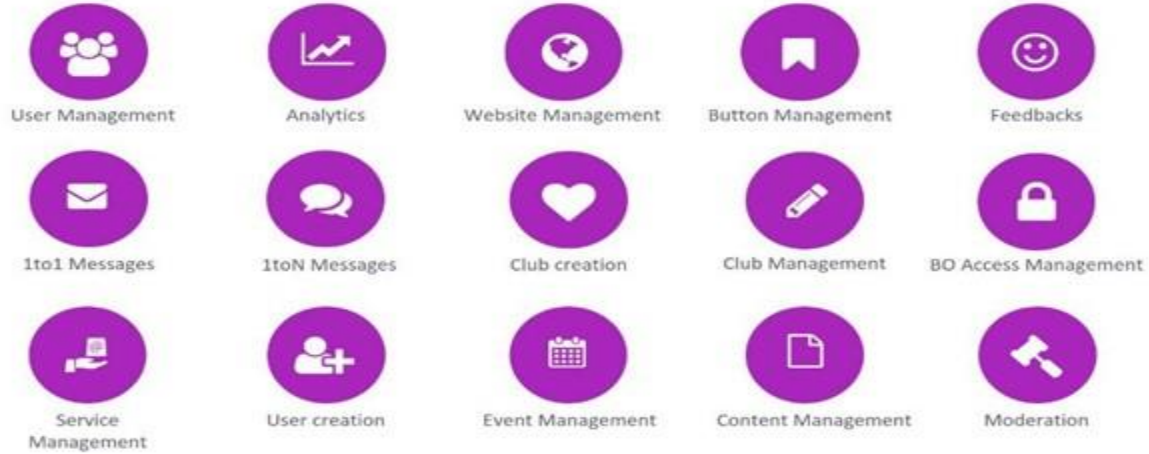 User Management
Analytics
Website Management
Button Management
Feedbacks
1to1 Messages
1toN Messages
Club creation
Club Management
BO Access Management
Service
Management
User creation
Event Management
Content Management
Moderation